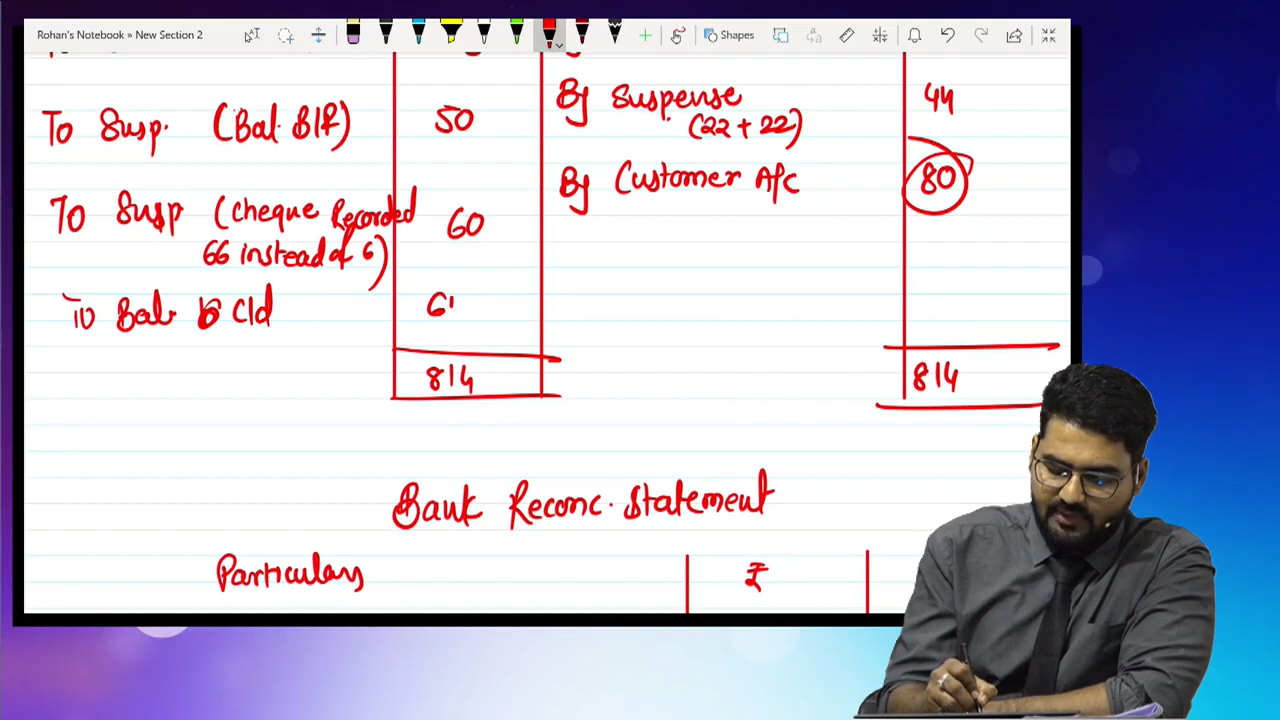 Rohan's Notebook » New Section 2
Shapes
To Susp. (Bal. B/F) 50
By Suspense 44
(22 + 22)
By Customer A/c 80
To Susp (Cheque Recorded 60
66 instead of 6)
To Bal. C/d
814 814
Bank Reconc. Statement
Particulars ₹